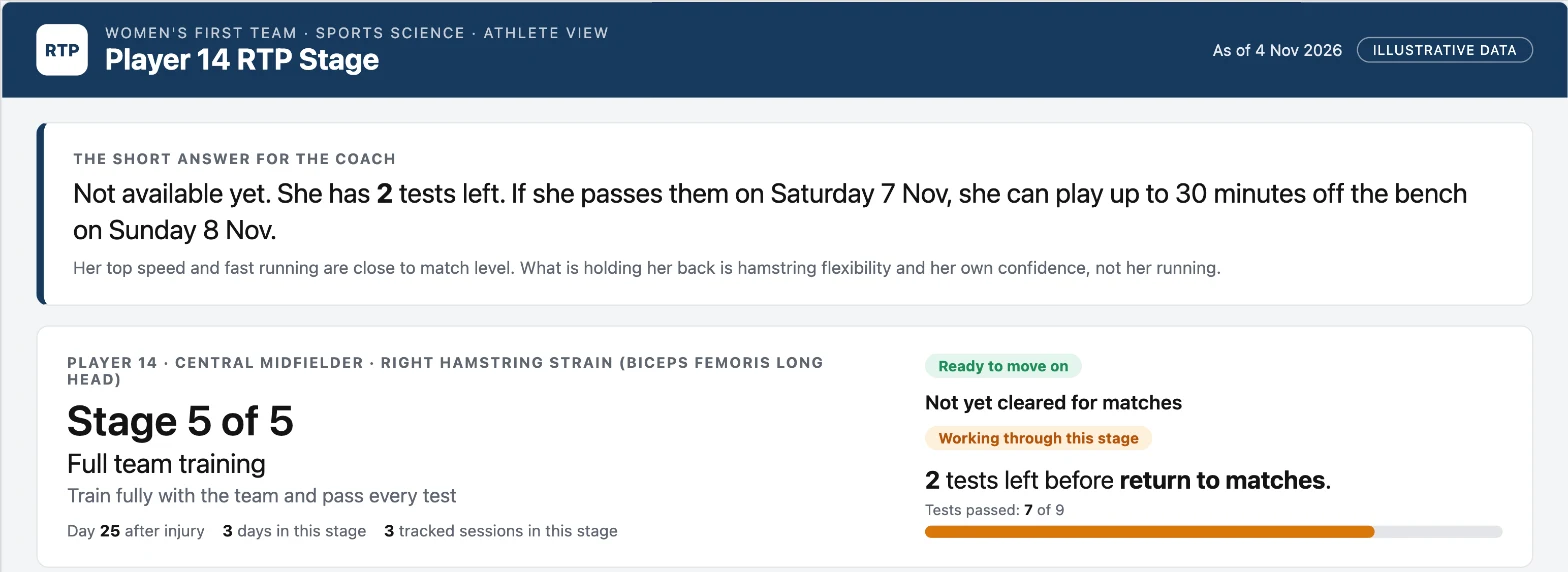 RTP
WOMEN'S FIRST TEAM · SPORTS SCIENCE · ATHLETE VIEW
Player 14 RTP Stage
As of 4 Nov 2026
ILLUSTRATIVE DATA
THE SHORT ANSWER FOR THE COACH
Not available yet. She has 2 tests left. If she passes them on Saturday 7 Nov, she can play up to 30 minutes off the bench
on Sunday 8 Nov.
Her top speed and fast running are close to match level. What is holding her back is hamstring flexibility and her own confidence, not her running.
PLAYER 14 · CENTRAL MIDFIELDER · RIGHT HAMSTRING STRAIN (BICEPS FEMORIS LONG
HEAD)
Stage 5 of 5
Full team training
Train fully with the team and pass every test
Day 25 after injury 3 days in this stage 3 tracked sessions in this stage
Ready to move on
Not yet cleared for matches
Working through this stage
2 tests left before return to matches.
Tests passed: 7 of 9